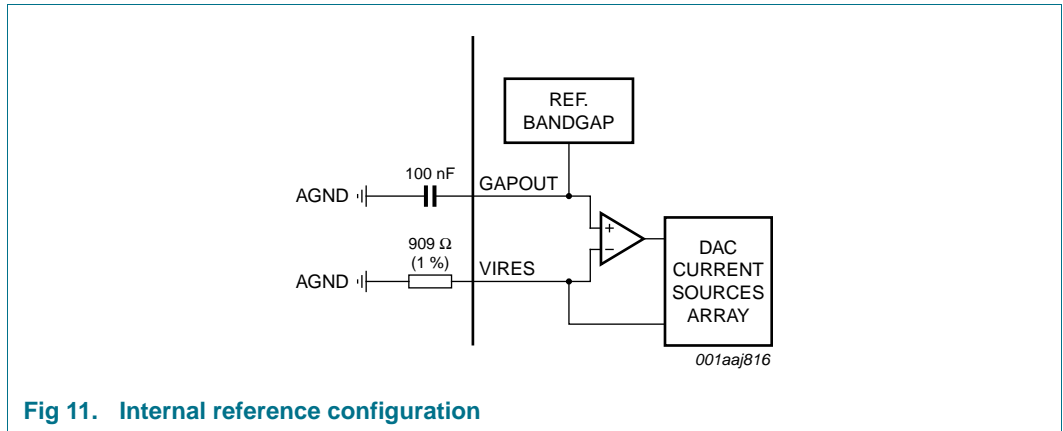 REF.
BANDGAP
100 nF
AGND
GAPOUT
+
−
909 Ω
(1 %)
AGND
VIRES
DAC
CURRENT
SOURCES
ARRAY
001aaj816
Fig 11. Internal reference configuration